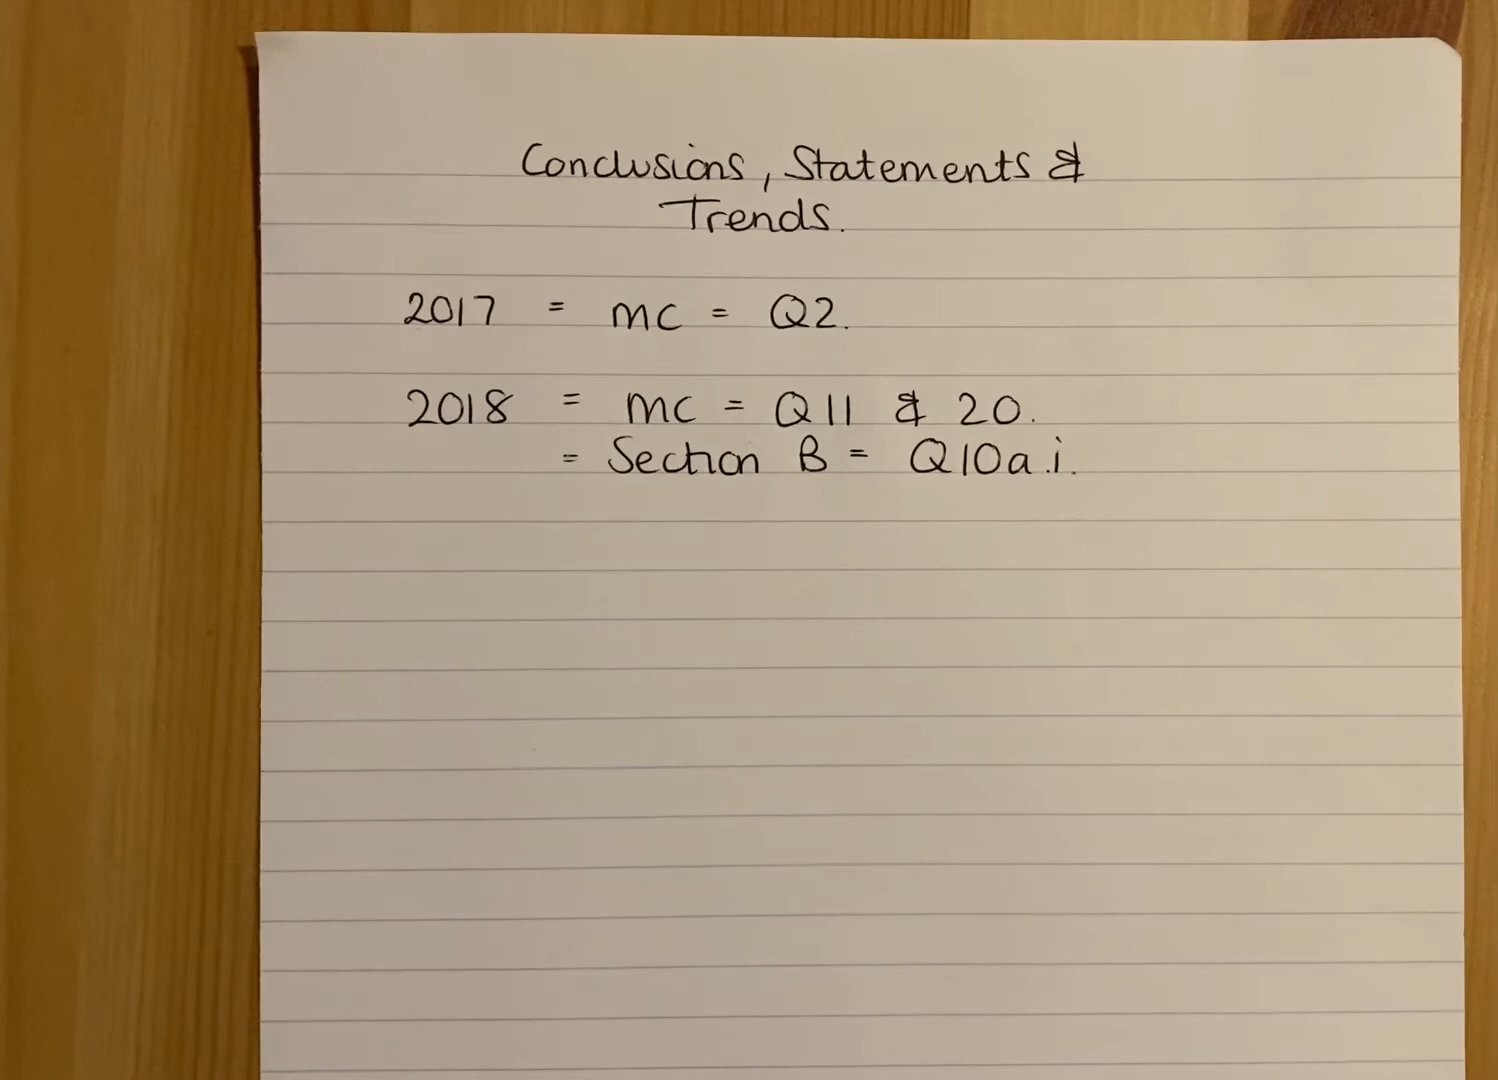 Conclusions, Statements &
Trends.
2017 = MC = Q2.
2018 = MC = Q11 & 20.
= Section B = Q10a.i.